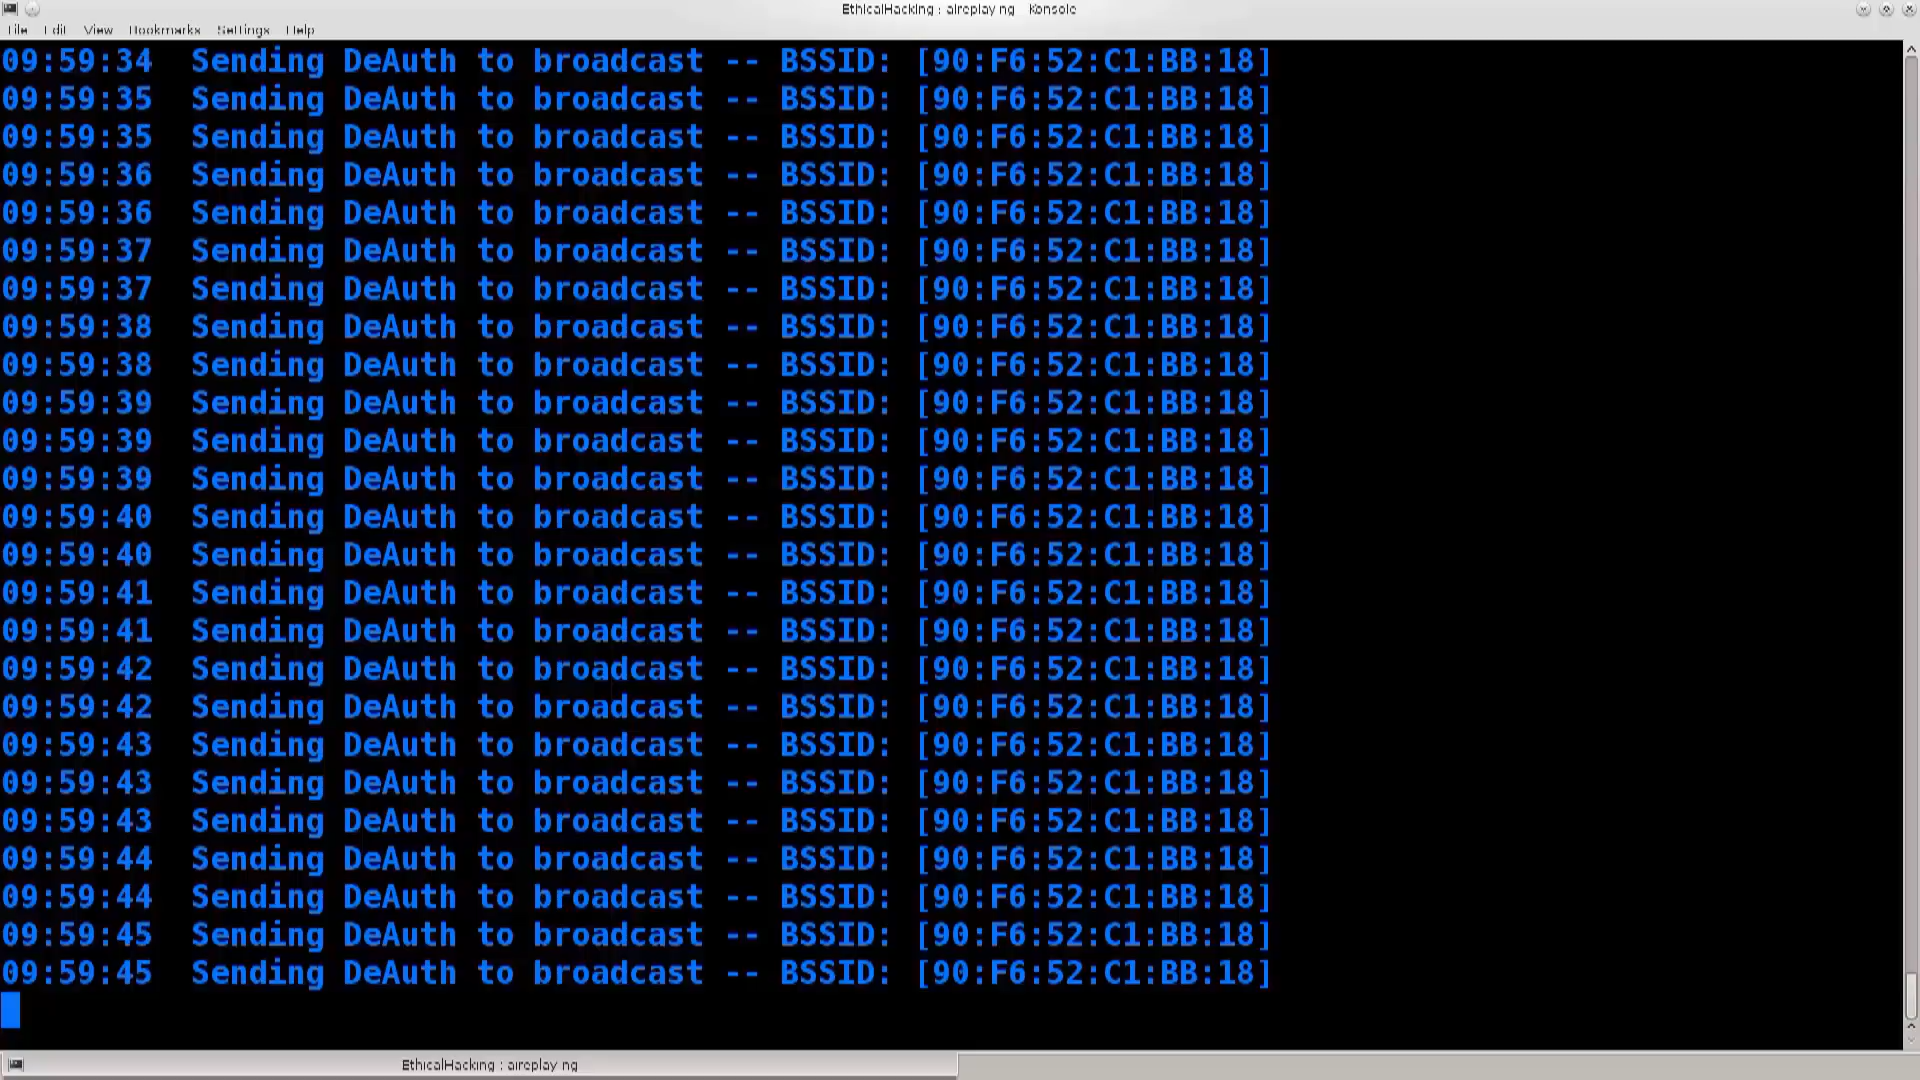 EthicalHacking : aireplay-ng - Konsole
File Edit View Bookmarks Settings Help
09:59:34 Sending DeAuth to broadcast -- BSSID: [90:F6:52:C1:BB:18]
09:59:35 Sending DeAuth to broadcast -- BSSID: [90:F6:52:C1:BB:18]
09:59:35 Sending DeAuth to broadcast -- BSSID: [90:F6:52:C1:BB:18]
09:59:36 Sending DeAuth to broadcast -- BSSID: [90:F6:52:C1:BB:18]
09:59:36 Sending DeAuth to broadcast -- BSSID: [90:F6:52:C1:BB:18]
09:59:37 Sending DeAuth to broadcast -- BSSID: [90:F6:52:C1:BB:18]
09:59:37 Sending DeAuth to broadcast -- BSSID: [90:F6:52:C1:BB:18]
09:59:38 Sending DeAuth to broadcast -- BSSID: [90:F6:52:C1:BB:18]
09:59:38 Sending DeAuth to broadcast -- BSSID: [90:F6:52:C1:BB:18]
09:59:39 Sending DeAuth to broadcast -- BSSID: [90:F6:52:C1:BB:18]
09:59:39 Sending DeAuth to broadcast -- BSSID: [90:F6:52:C1:BB:18]
09:59:39 Sending DeAuth to broadcast -- BSSID: [90:F6:52:C1:BB:18]
09:59:40 Sending DeAuth to broadcast -- BSSID: [90:F6:52:C1:BB:18]
09:59:40 Sending DeAuth to broadcast -- BSSID: [90:F6:52:C1:BB:18]
09:59:41 Sending DeAuth to broadcast -- BSSID: [90:F6:52:C1:BB:18]
09:59:41 Sending DeAuth to broadcast -- BSSID: [90:F6:52:C1:BB:18]
09:59:42 Sending DeAuth to broadcast -- BSSID: [90:F6:52:C1:BB:18]
09:59:42 Sending DeAuth to broadcast -- BSSID: [90:F6:52:C1:BB:18]
09:59:43 Sending DeAuth to broadcast -- BSSID: [90:F6:52:C1:BB:18]
09:59:43 Sending DeAuth to broadcast -- BSSID: [90:F6:52:C1:BB:18]
09:59:43 Sending DeAuth to broadcast -- BSSID: [90:F6:52:C1:BB:18]
09:59:44 Sending DeAuth to broadcast -- BSSID: [90:F6:52:C1:BB:18]
09:59:44 Sending DeAuth to broadcast -- BSSID: [90:F6:52:C1:BB:18]
09:59:45 Sending DeAuth to broadcast -- BSSID: [90:F6:52:C1:BB:18]
09:59:45 Sending DeAuth to broadcast -- BSSID: [90:F6:52:C1:BB:18]
EthicalHacking : aireplay-ng